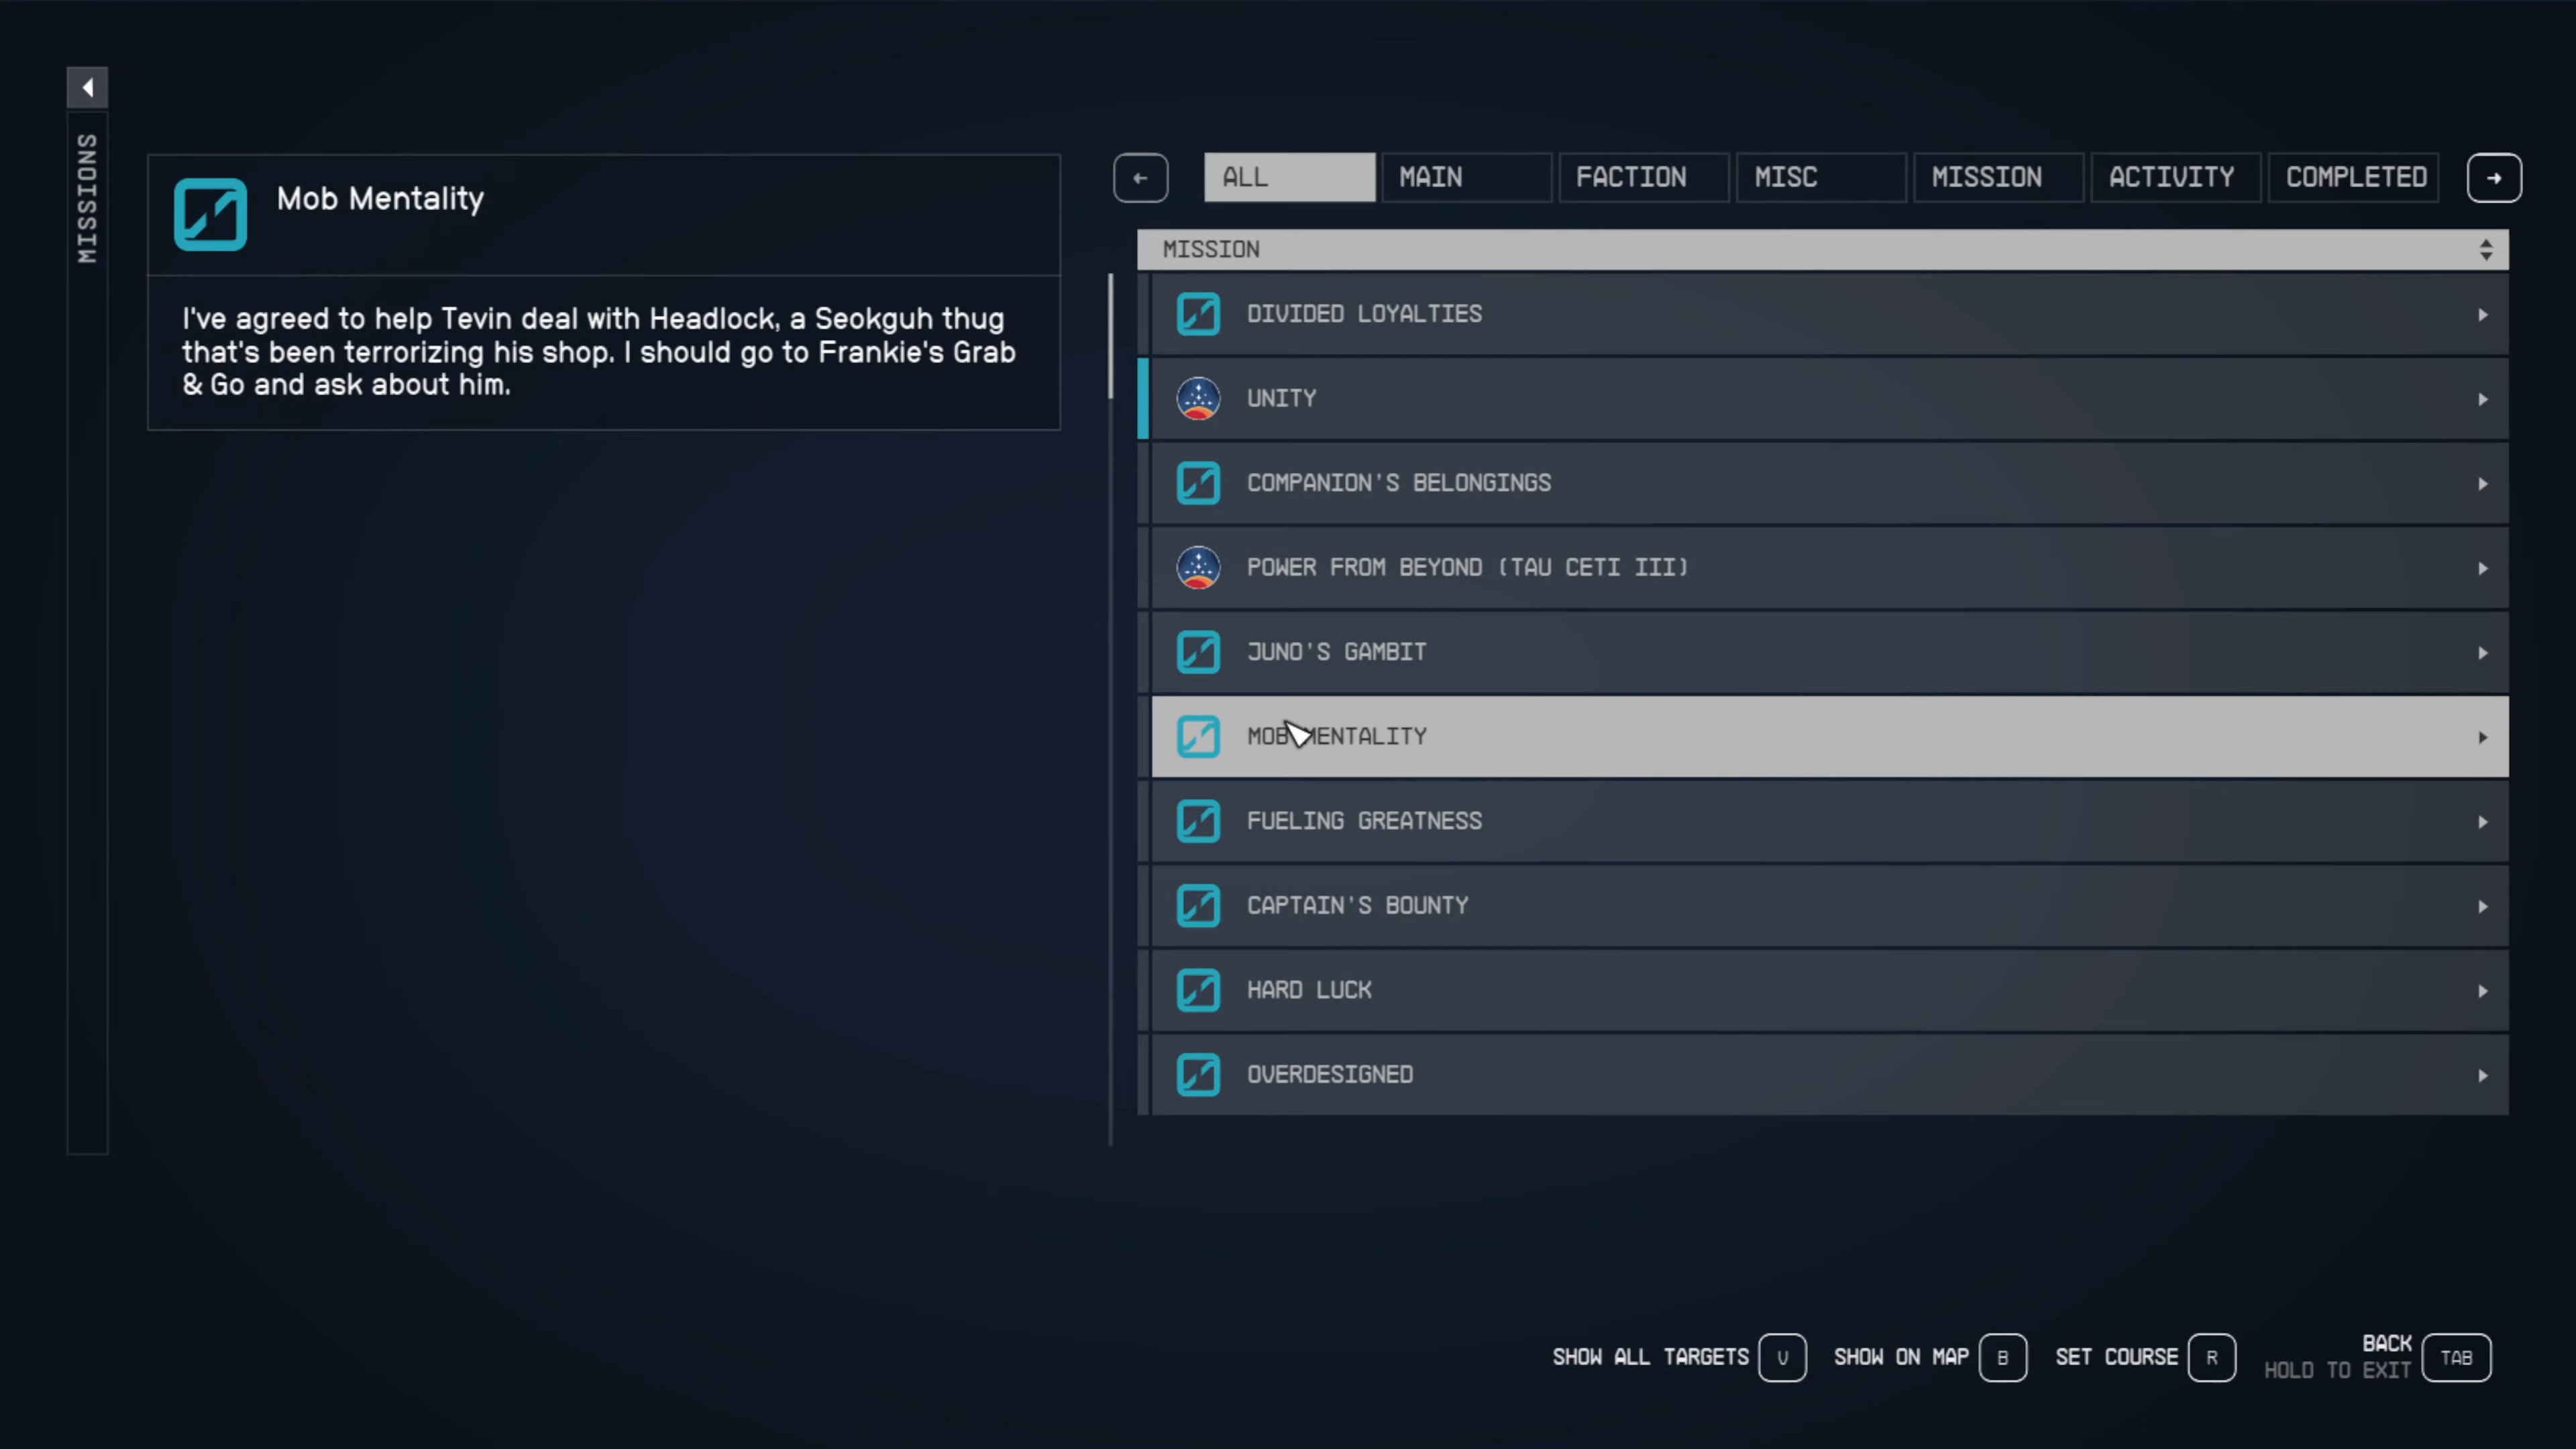 MISSIONS
Mob Mentality
I've agreed to help Tevin deal with Headlock, a Seokguh thug
that's been terrorizing his shop. I should go to Frankie's Grab
& Go and ask about him.
ALL MAIN FACTION MISC MISSION ACTIVITY COMPLETED
MISSION
DIVIDED LOYALTIES
UNITY
COMPANION'S BELONGINGS
POWER FROM BEYOND (TAU CETI III)
JUNO'S GAMBIT
MOB MENTALITY
FUELING GREATNESS
CAPTAIN'S BOUNTY
HARD LUCK
OVERDESIGNED
SHOW ALL TARGETS V SHOW ON MAP B SET COURSE R BACK TAB
HOLD TO EXIT